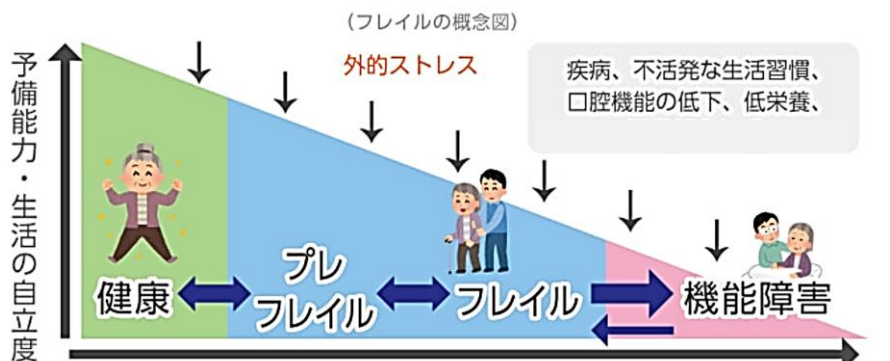 （フレイルの概念図）
外的ストレス
疾病、不活発な生活習慣、
口腔機能の低下、低栄養、
予備能力・生活の自立度
健康
プレ
フレイル
フレイル
機能障害